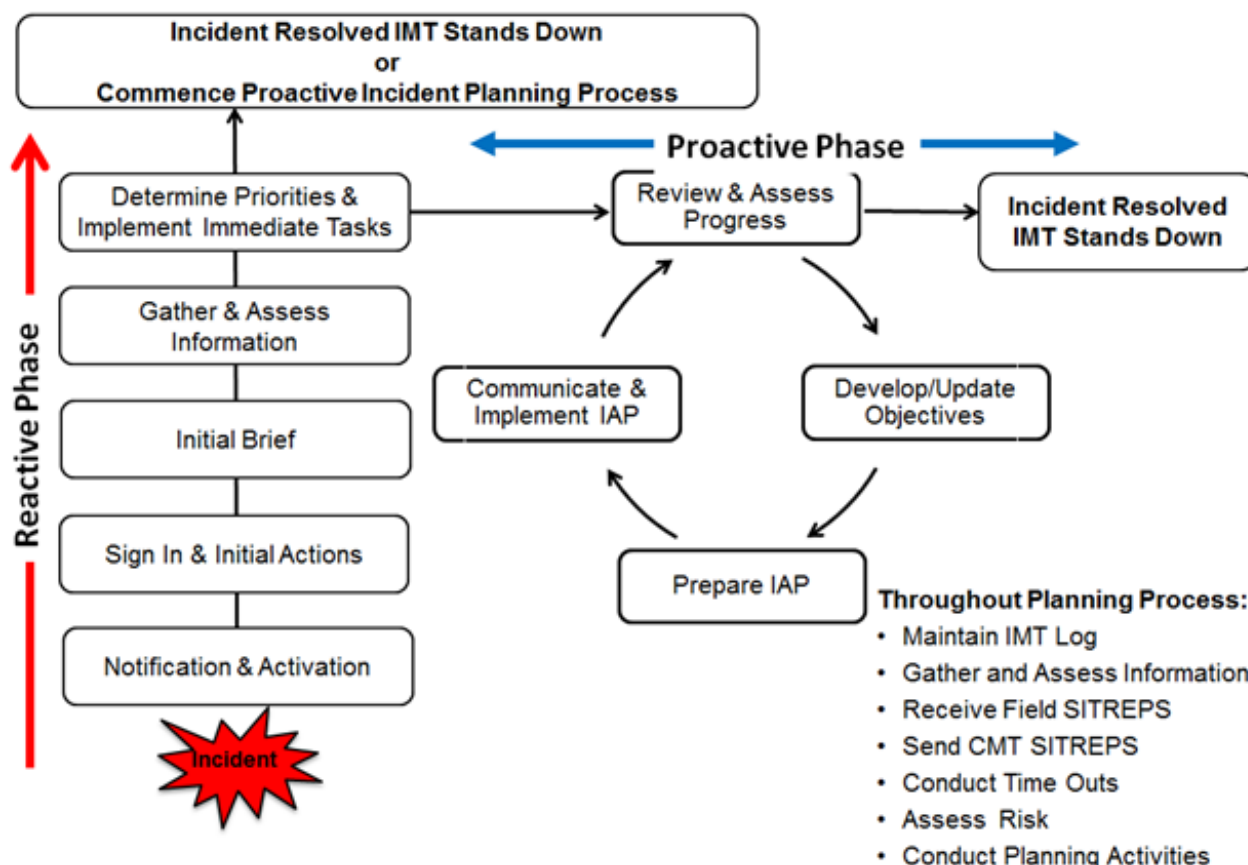 Incident Resolved IMT Stands Down
or
Commence Proactive Incident Planning Process
Reactive Phase
Determine Priorities &
Implement Immediate Tasks
Gather & Assess
Information
Initial Brief
Sign In & Initial Actions
Notification & Activation
Incident
Proactive Phase
Review & Assess
Progress
Incident Resolved
IMT Stands Down
Communicate &
Implement IAP
Develop/Update
Objectives
Prepare IAP
Throughout Planning Process:
• Maintain IMT Log
• Gather and Assess Information
• Receive Field SITREPS
• Send CMT SITREPS
• Conduct Time Outs
• Assess Risk
• Conduct Planning Activities